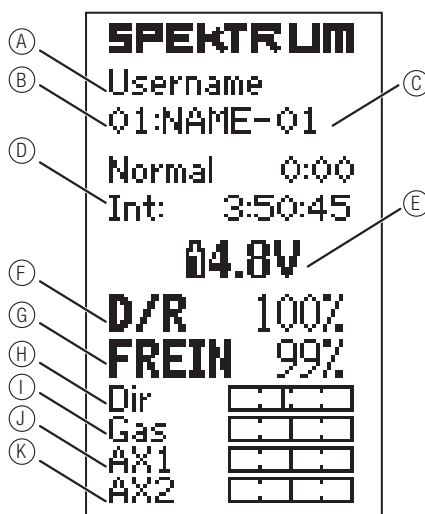 SPEKTRUM
A
Username
B
01:NAME-01
C
D
Normal 0:00
Int: 3:50:45
E
4.8V
F
D/R 100%
G
FREIN 99%
H
Dir
I
Gas
J
AX1
K
AX2